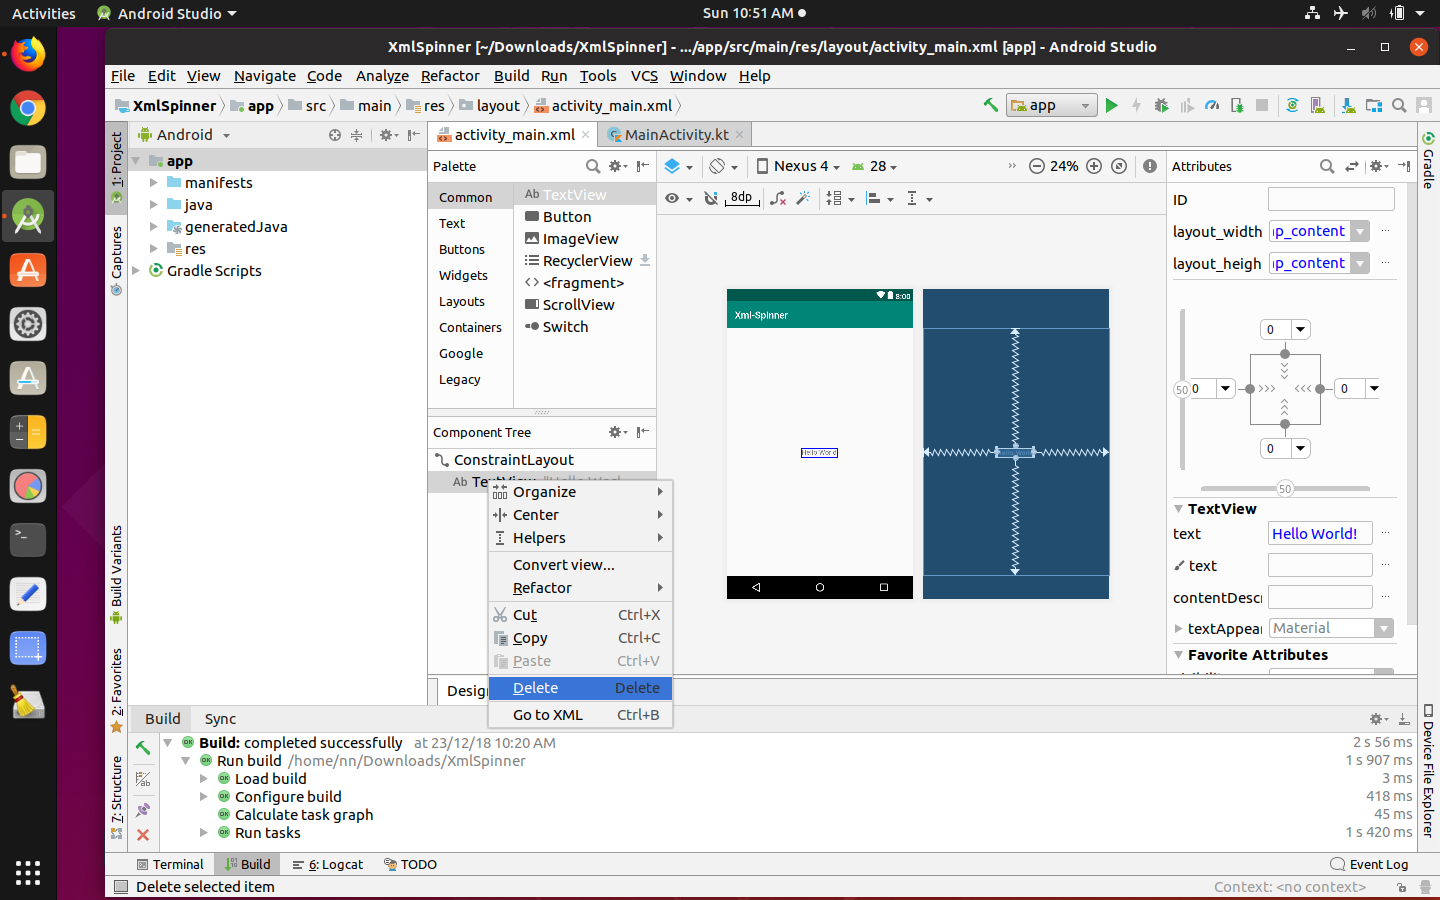 Activities
Android Studio
Sun 10:51 AM
XmlSpinner [~/Downloads/XmlSpinner] - .../app/src/main/res/layout/activity_main.xml [app] - Android Studio
File Edit View Navigate Code Analyze Refactor Build Run Tools VCS Window Help
XmlSpinner app src main res layout activity_main.xml
app
1: Project
Captures
Build Variants
2: Favorites
7: Structure
Android
app
manifests
java
generatedJava
res
Gradle Scripts
activity_main.xml
MainActivity.kt
Palette
Common
Text
Buttons
Widgets
Layouts
Containers
Google
Legacy
Ab TextView
Button
ImageView
RecyclerView
<fragment>
ScrollView
Switch
Component Tree
ConstraintLayout
Ab
Organize
Center
Helpers
Convert view...
Refactor
Cut Ctrl+X
Copy Ctrl+C
Paste Ctrl+V
Delete Delete
Go to XML Ctrl+B
Nexus 4
28
24%
8dp
8:00
Xml-Spinner
Hello World
Attributes
ID
layout_width
p_content
layout_heigh
p_content
0
50 0
0
0
50
TextView
text Hello World!
text
contentDescr
textAppear Material
Favorite Attributes
Gradle
Device File Explorer
Build Sync
Build: completed successfully at 23/12/18 10:20 AM 2 s 56 ms
Run build /home/nn/Downloads/XmlSpinner 1 s 907 ms
Load build 3 ms
Configure build 418 ms
Calculate task graph 45 ms
Run tasks 1 s 420 ms
Terminal Build 6: Logcat TODO Event Log
Delete selected item
Context: <no context>